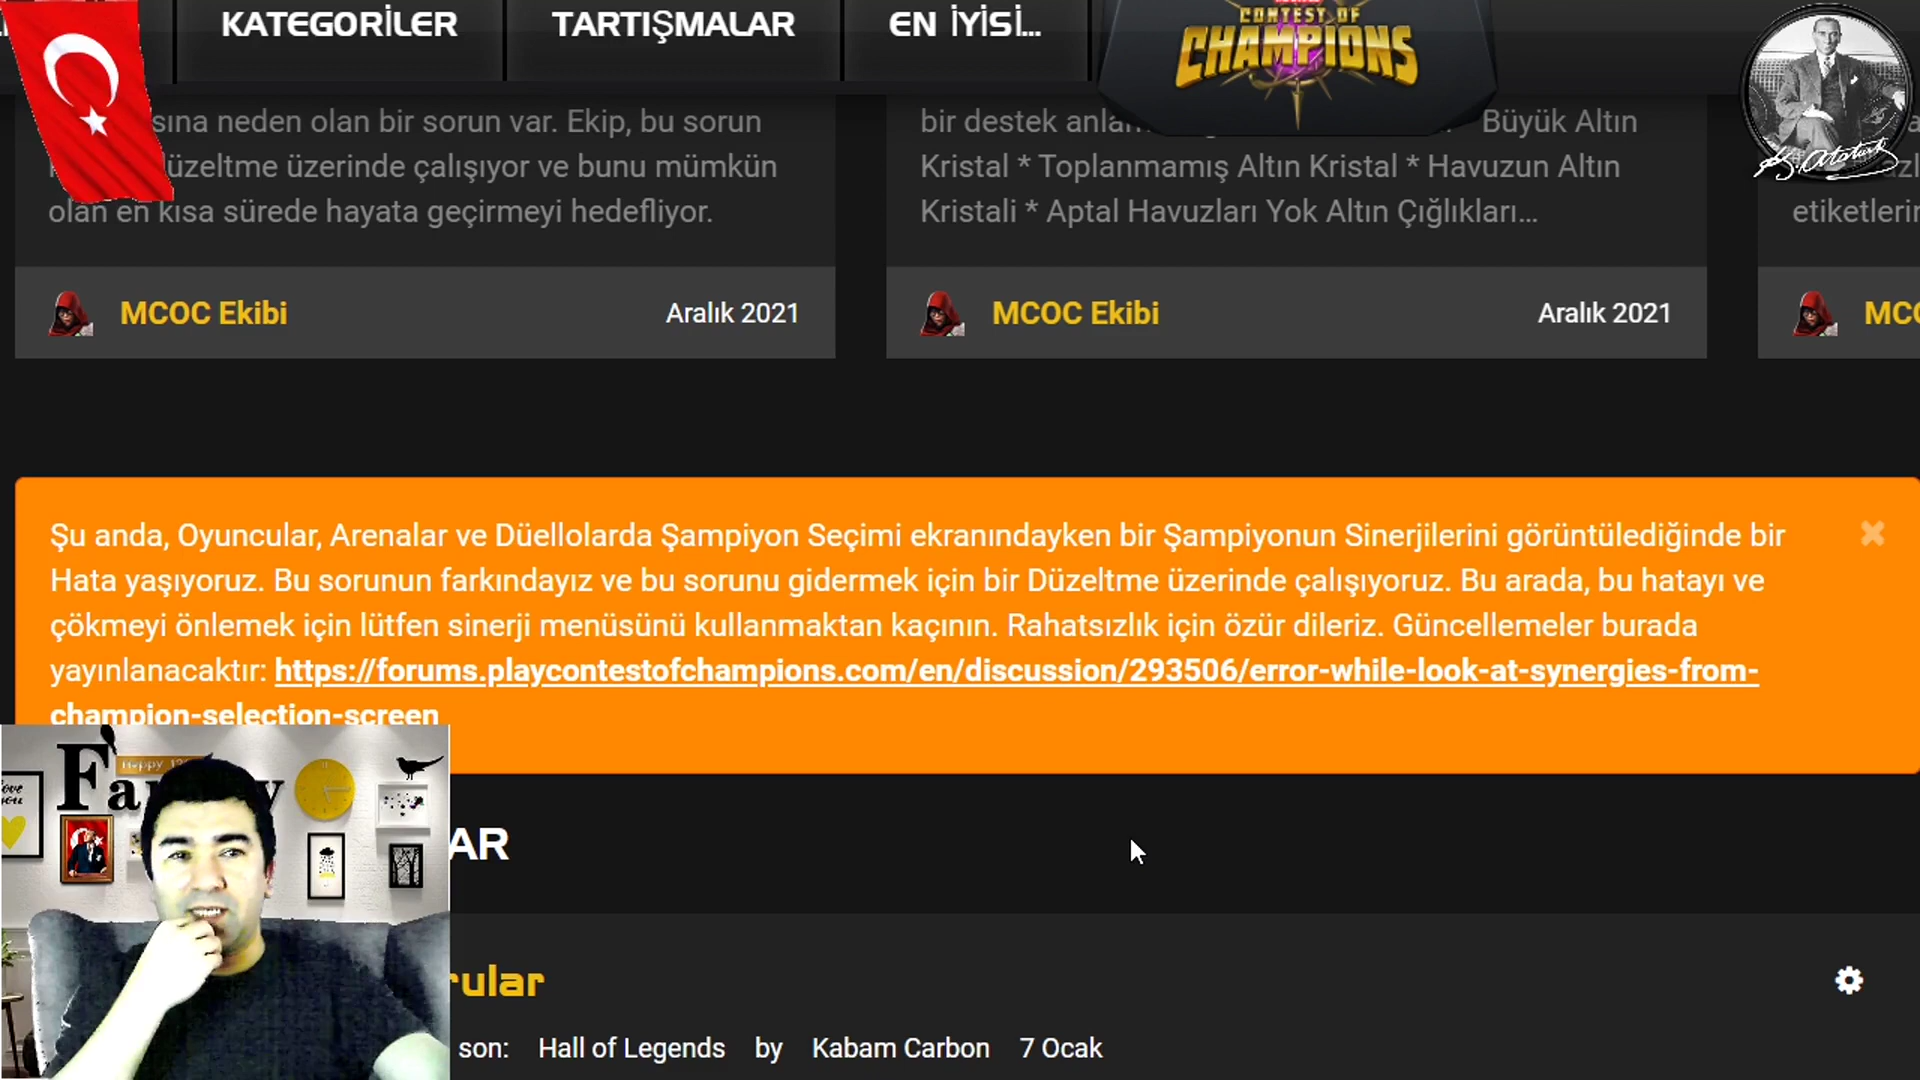 KATEGORİLER
TARTIŞMALAR
EN İYİSİ...
CONTEST OF
CHAMPIONS
sına neden olan bir sorun var. Ekip, bu sorun
üzeltme üzerinde çalışıyor ve bunu mümkün
olan en kısa sürede hayata geçirmeyi hedefliyor.
MCOC Ekibi
Aralık 2021
bir destek Büyük Altın
Kristal * Toplanmamış Altın Kristal * Havuzun Altın
Kristali * Aptal Havuzları Yok Altın Çığlıkları...
MCOC Ekibi
Aralık 2021
etiketlerin
K. Atatürk
Şu anda, Oyuncular, Arenalar ve Düellolarda Şampiyon Seçimi ekranındayken bir Şampiyonun Sinerjilerini görüntülediğinde bir
Hata yaşıyoruz. Bu sorunun farkındayız ve bu sorunu gidermek için bir Düzeltme üzerinde çalışıyoruz. Bu arada, bu hatayı ve
çökmeyi önlemek için lütfen sinerji menüsünü kullanmaktan kaçının. Rahatsızlık için özür dileriz. Güncellemeler burada
yayınlanacaktır: https://forums.playcontestofchampions.com/en/discussion/293506/error-while-look-at-synergies-from-
champion-selection-screen
AR
rular
son: Hall of Legends by Kabam Carbon 7 Ocak